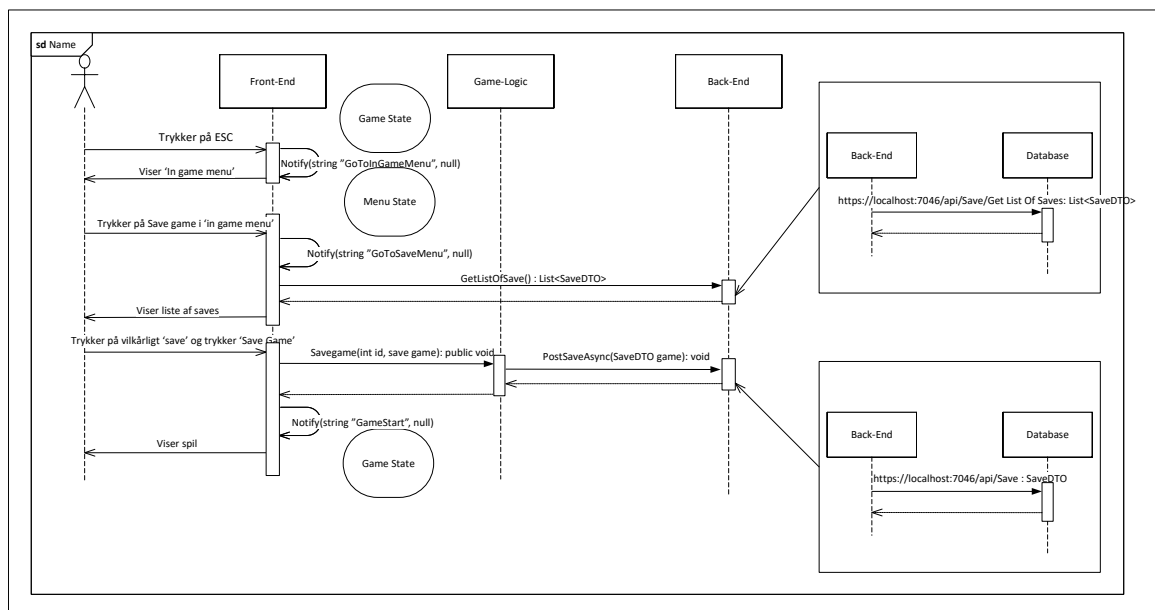 sd Name
Front-End
Game-Logic
Back-End
Game State
Trykker på ESC
Notify(string "GoToInGameMenu", null)
Viser 'In game menu'
Menu State
Trykker på Save game i 'in game menu'
Notify(string "GoToSaveMenu", null)
GetListOfSave() : List<SaveDTO>
Viser liste af saves
Trykker på vilkårligt 'save' og trykker 'Save Game'
Savegame(int id, save game): public void
PostSaveAsync(SaveDTO game): void
Notify(string "GameStart", null)
Viser spil
Game State
Back-End
Database
https://localhost:7046/api/Save/Get List Of Saves: List<SaveDTO>
Back-End
Database
https://localhost:7046/api/Save : SaveDTO